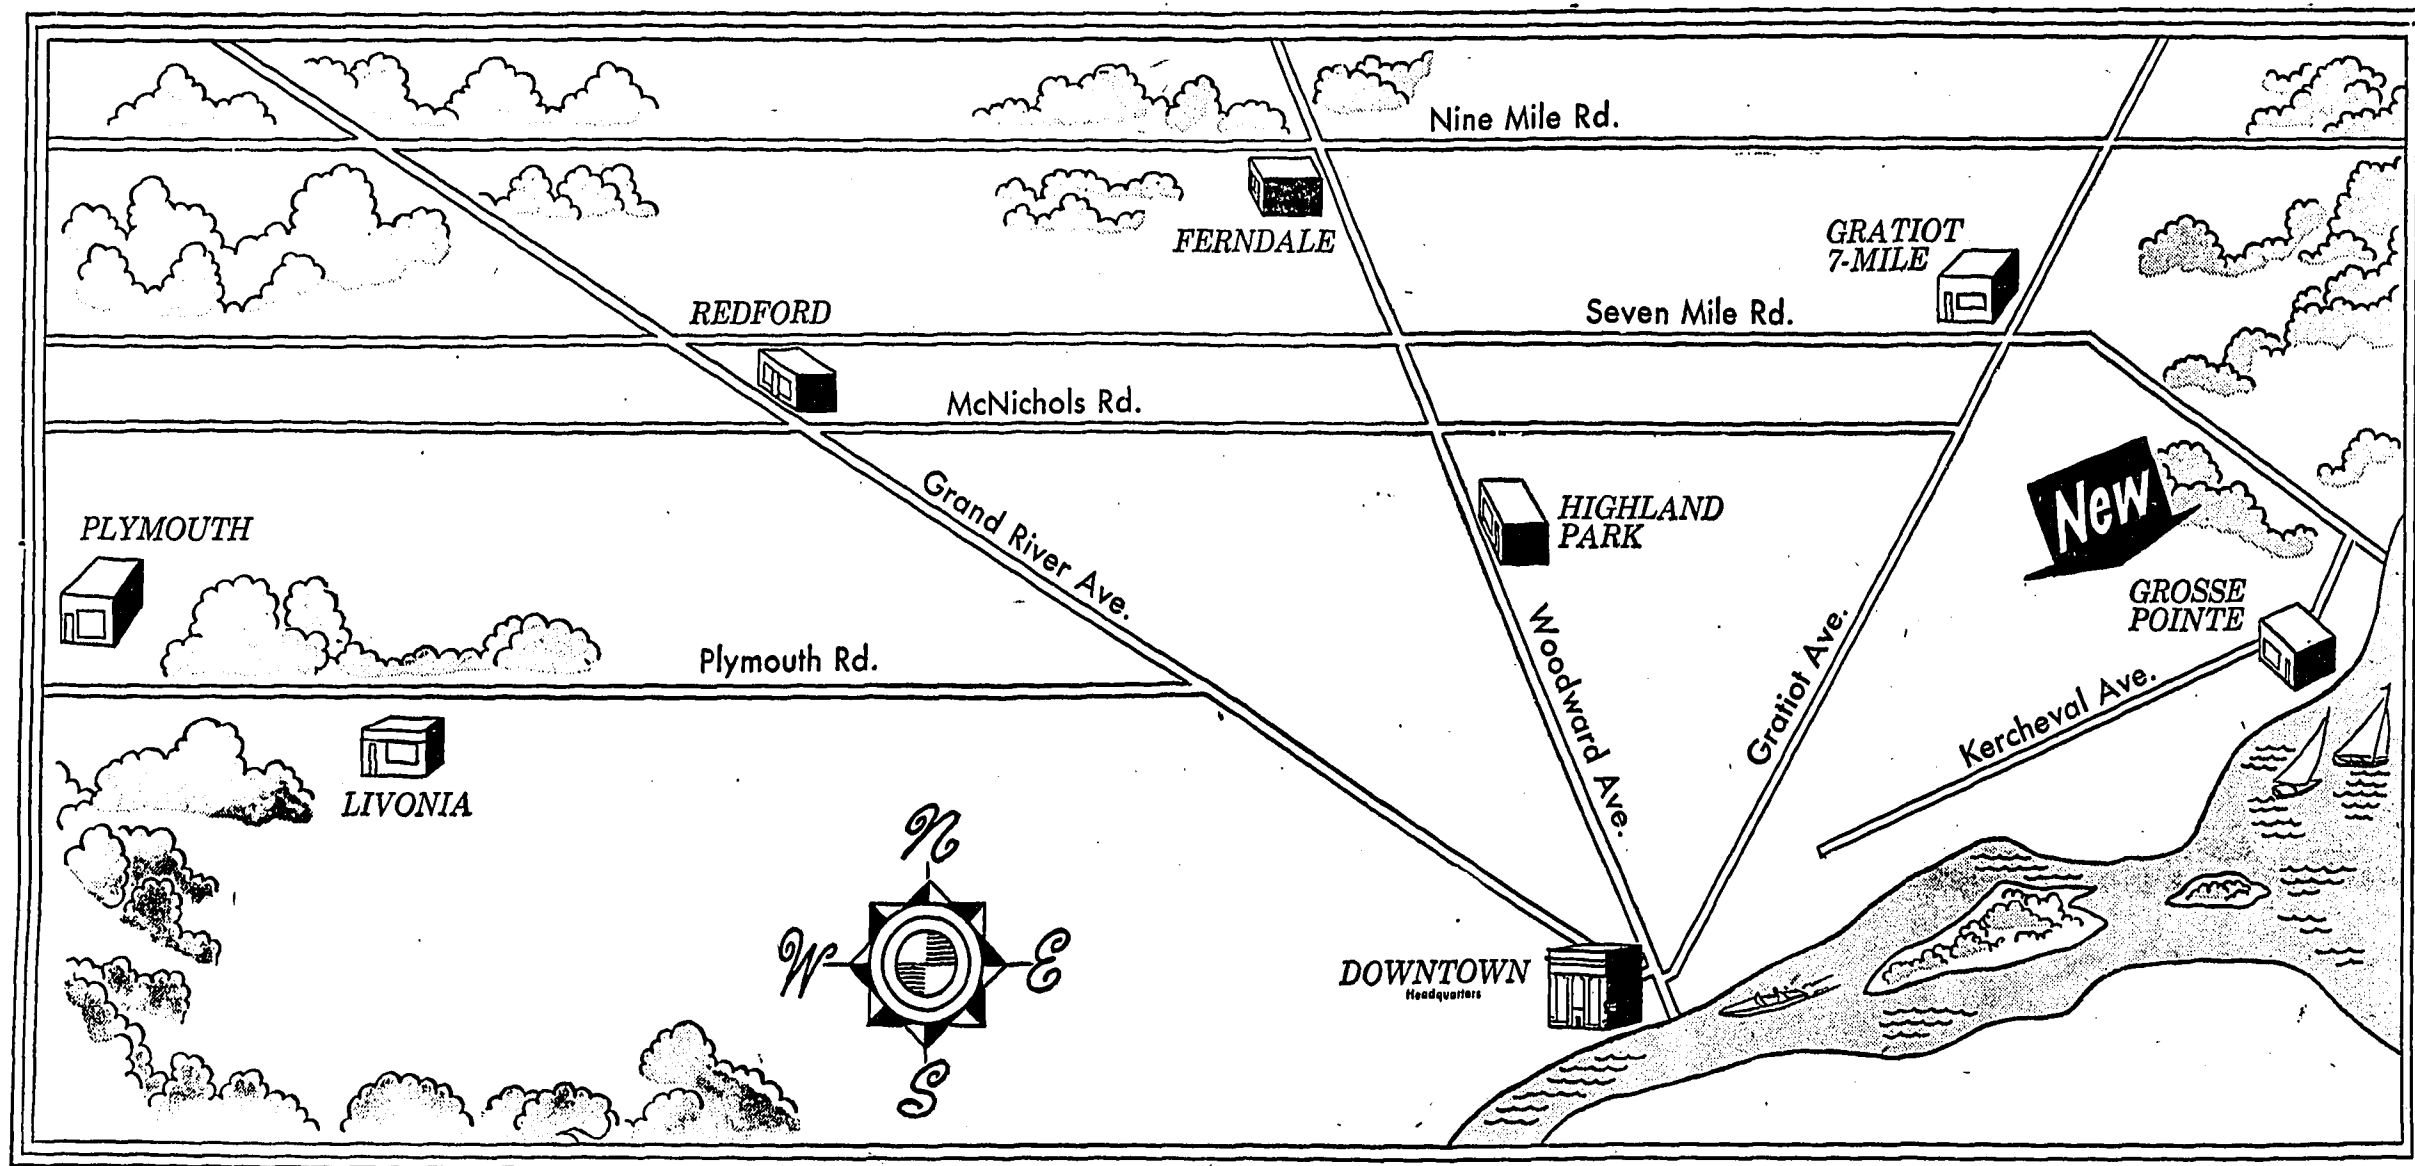 Nine Mile Rd.
FERNDALE
GRATIOT
7-MILE
REDFORD
Seven Mile Rd.
McNichols Rd.
Grand River Ave.
New
PLYMOUTH
HIGHLAND
PARK
GROSSE
POINTE
Plymouth Rd.
Woodward Ave.
Gratiot Ave.
Kercheval Ave.
LIVONIA
N
W
E
S
DOWNTOWN
Headquarters